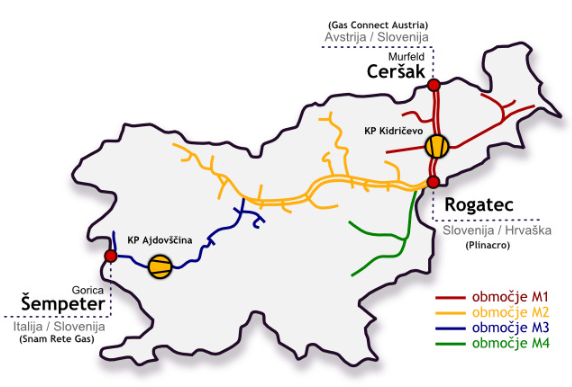 (Gas Connect Austria)
Avstrija / Slovenija
Murfeld
Ceršak
KP Kidričevo
Rogatec
Slovenija / Hrvaška
(Plinacro)
KP Ajdovščina
Gorica
Šempeter
Italija / Slovenija
(Snam Rete Gas)
območje M1
območje M2
območje M3
območje M4